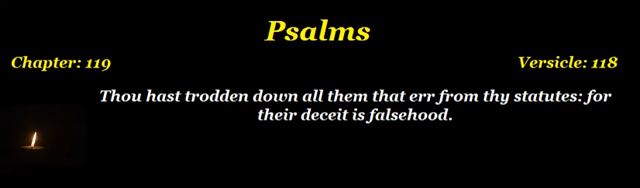 Psalms
Chapter: 119
Versicle: 118
Thou hast trodden down all them that err from thy statutes: for
their deceit is falsehood.